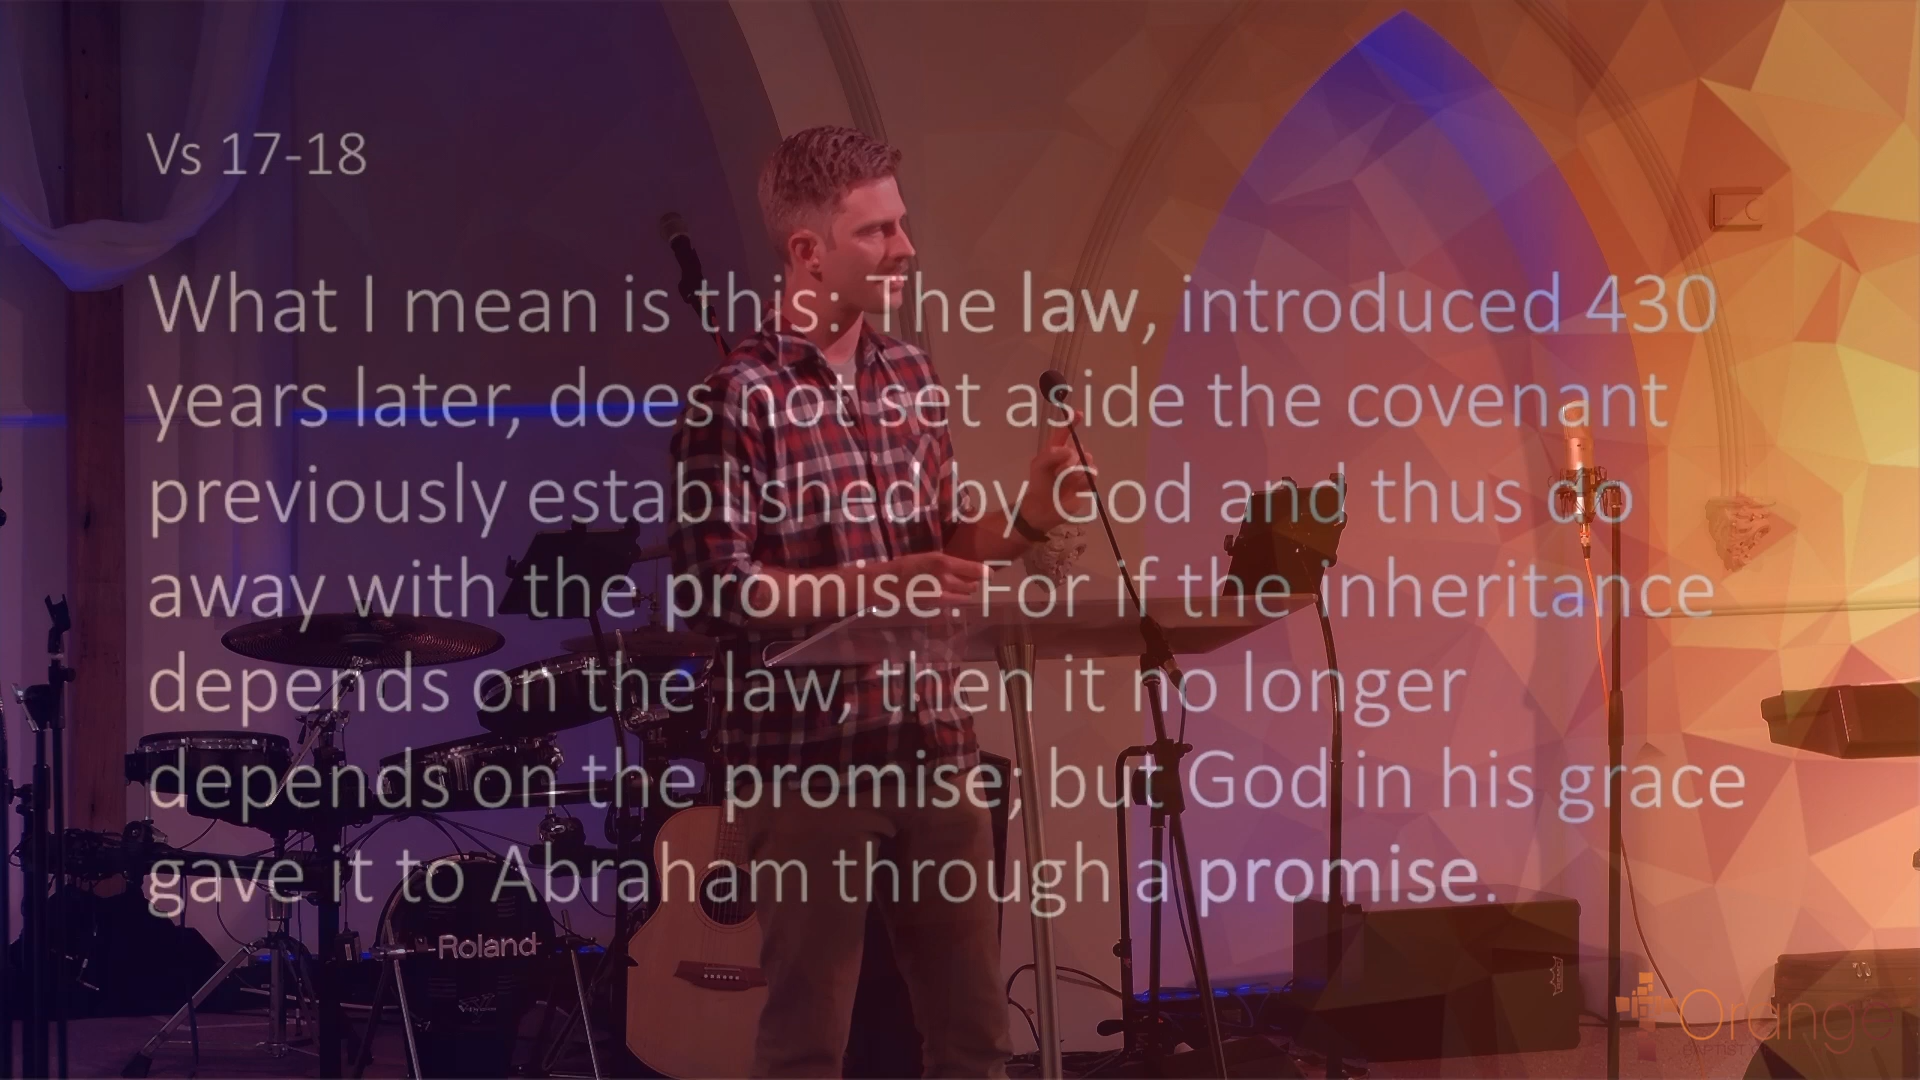 Vs 17-18
What I mean is this: The law, introduced 430
years later, does not set aside the covenant
previously established by God and thus do
away with the promise. For if the inheritance
depends on the law, then it no longer
depends on the promise; but God in his grace
gave it to Abraham through a promise.
Roland
Orange
BAPTIST